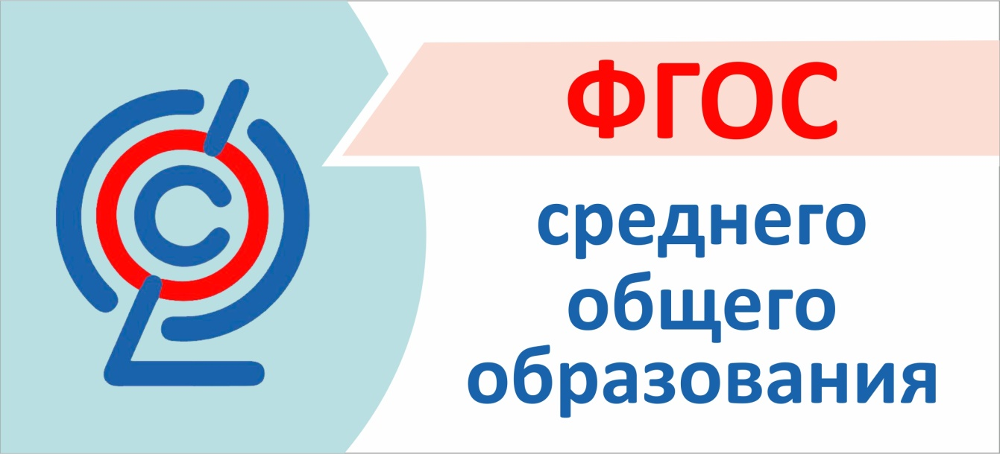 ФГОС
среднего
общего
образования